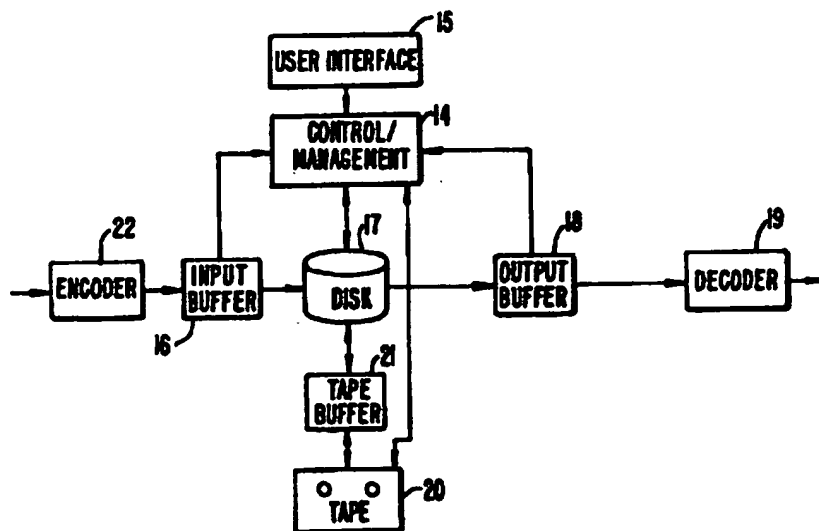 15
USER INTERFACE
14
CONTROL/
MANAGEMENT
22
ENCODER
INPUT
BUFFER
16
17
DISK
18
OUTPUT
BUFFER
19
DECODER
21
TAPE
BUFFER
TAPE
20